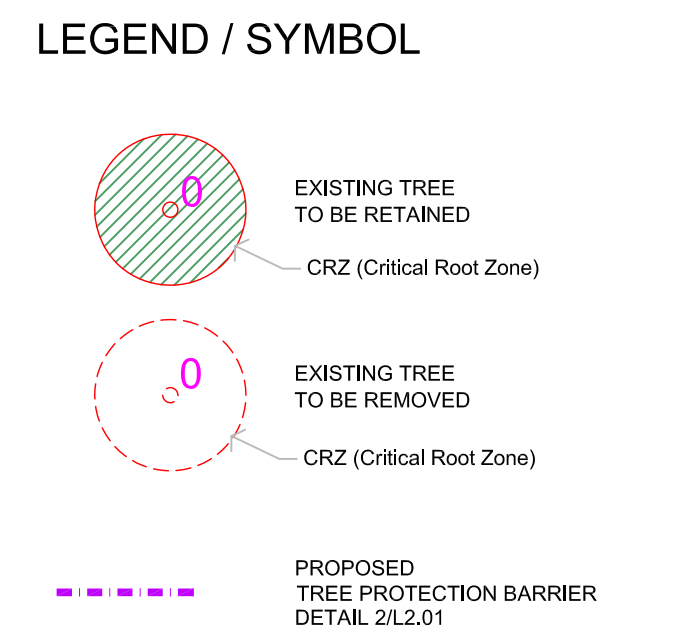 LEGEND / SYMBOL
0
EXISTING TREE
TO BE RETAINED
CRZ (Critical Root Zone)
0
EXISTING TREE
TO BE REMOVED
CRZ (Critical Root Zone)
PROPOSED
TREE PROTECTION BARRIER
DETAIL 2/L2.01